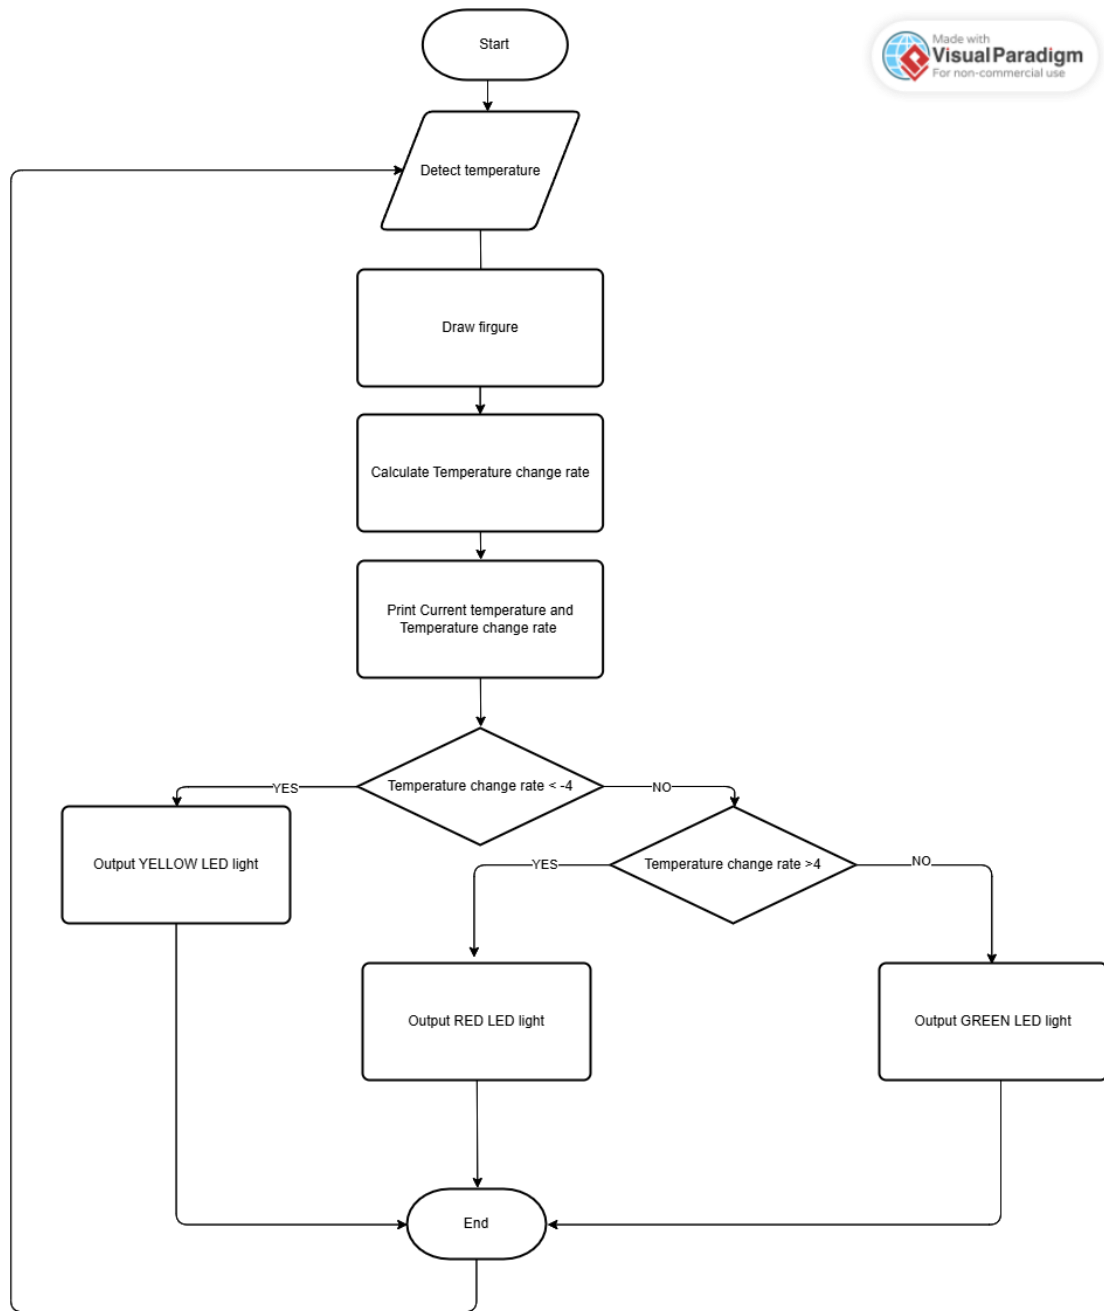 Start
Made with
Visual Paradigm
For non-commercial use
Detect temperature
Draw firgure
Calculate Temperature change rate
Print Current temperature and
Temperature change rate
Temperature change rate < -4
YES
NO
Output YELLOW LED light
Temperature change rate >4
YES
NO
Output RED LED light
Output GREEN LED light
End